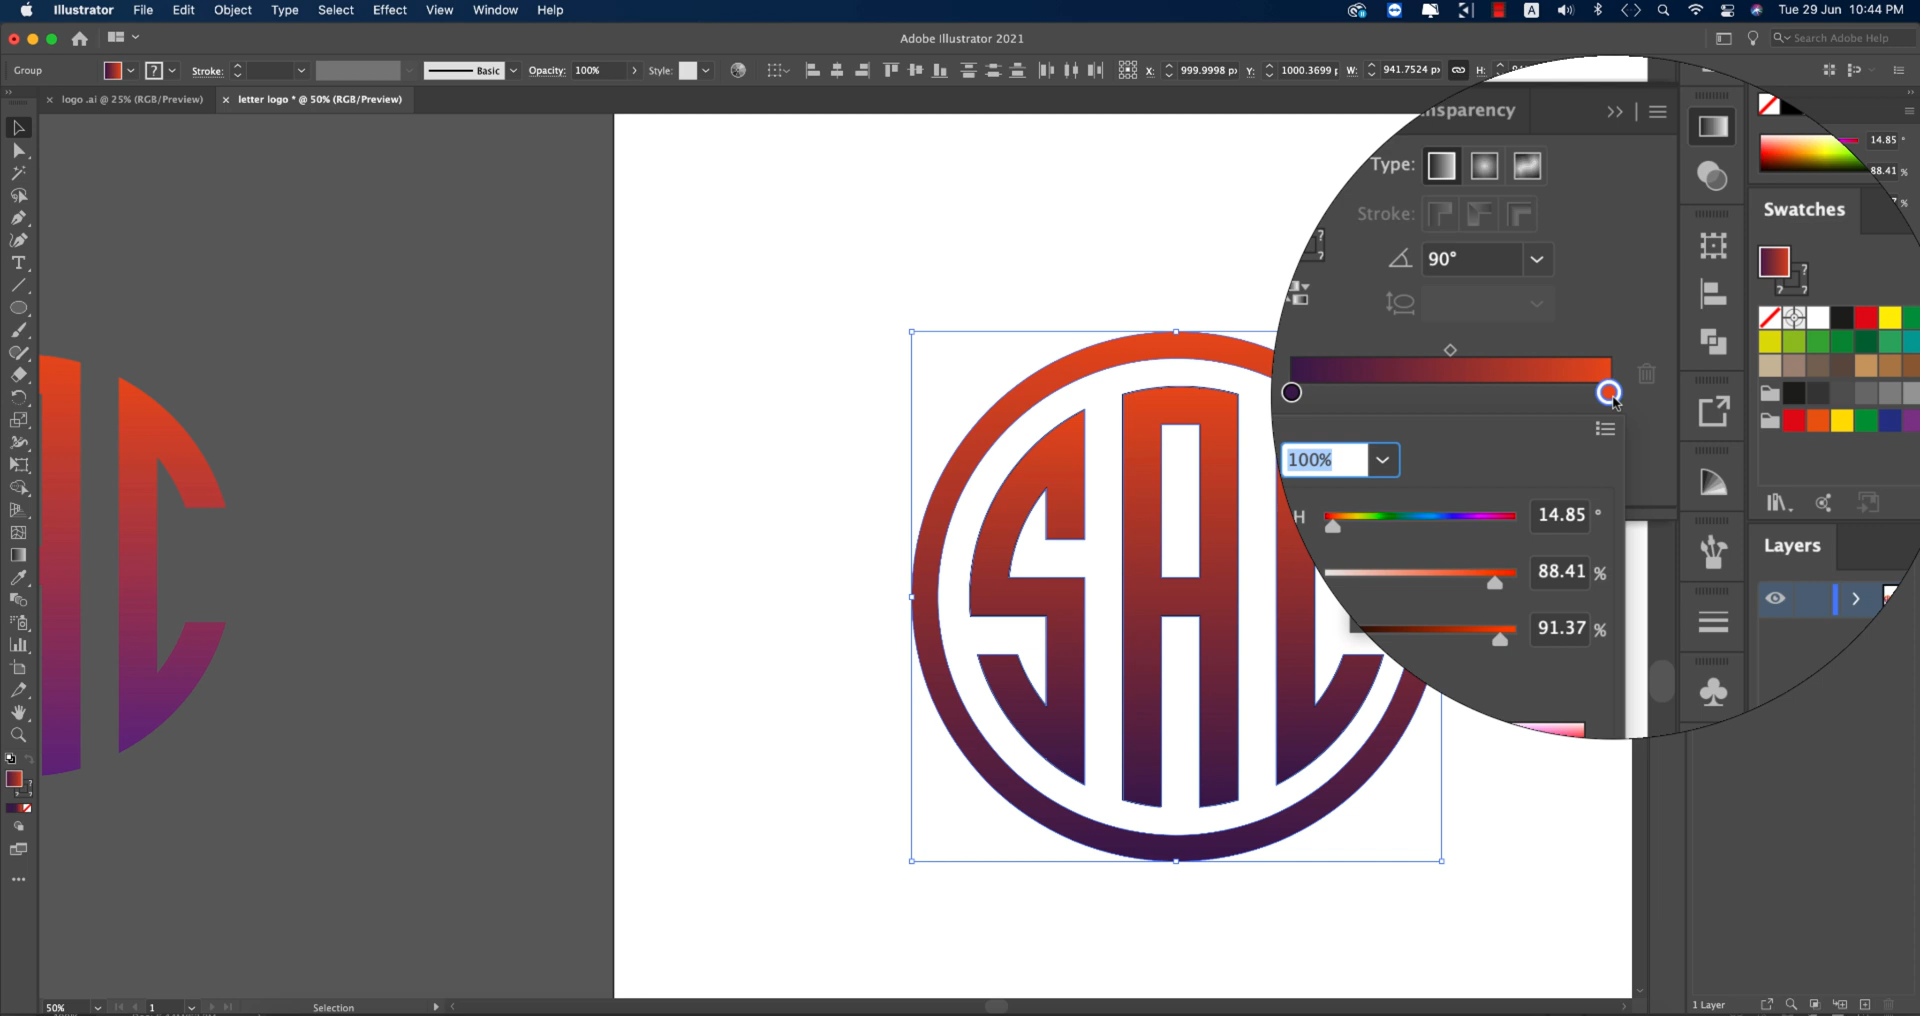 Illustrator File Edit Object Type Select Effect View Window Help
A Tue 29 Jun 10:44 PM
Adobe Illustrator 2021
Search Adobe Help
Group ? Stroke: Basic Opacity: 100% Style: X: 999.9998 p Y: 1000.3699 W: 941.7524 p H:
× logo .ai @ 25% (RGB/Preview) × letter logo * @ 50% (RGB/Preview)
nsparency
Type:
Stroke:
90°
100%
H 14.85 °
88.41 %
91.37 %
14.85 °
88.41 %
%
Swatches
Layers
SA
50% 1 Selection
1 Layer